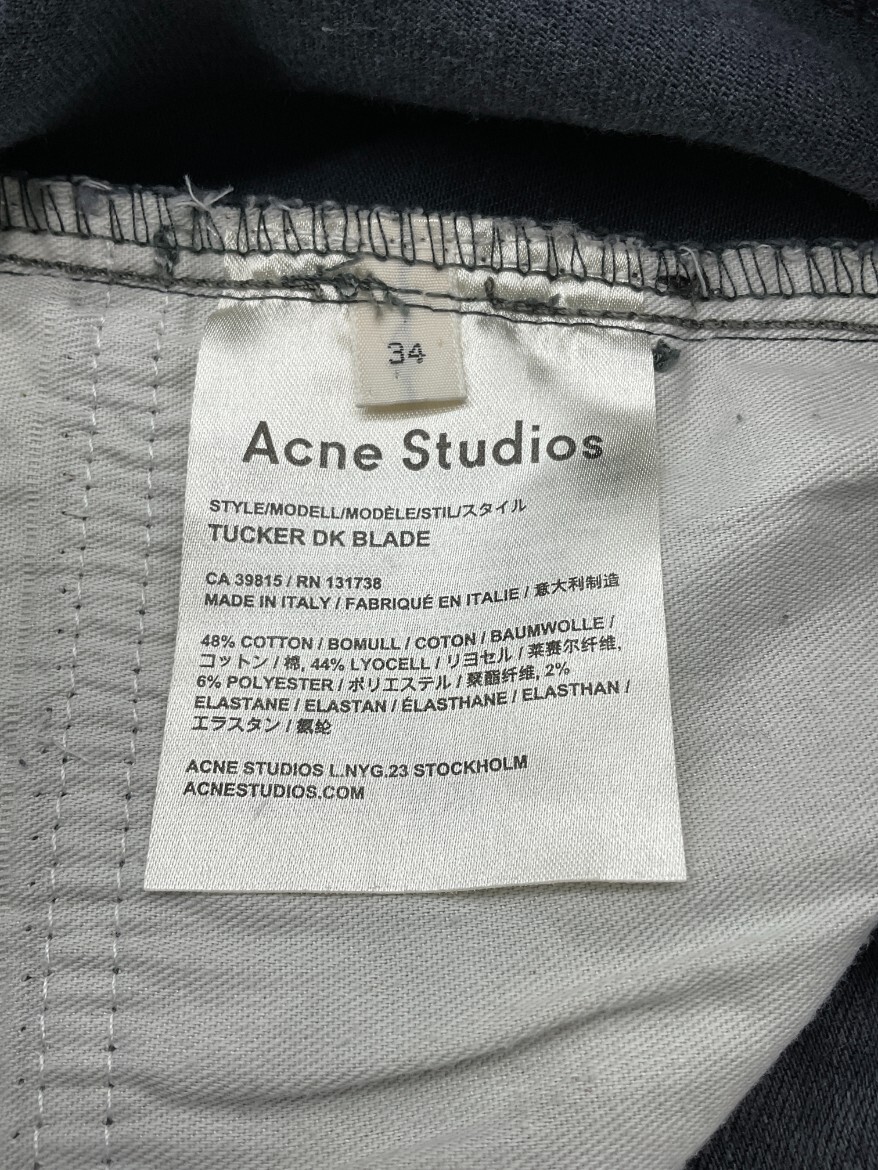 34
Acne Studios
STYLE/MODELL/MODÈLE/STIL/スタイル
TUCKER DK BLADE
CA 39815 / RN 131738
MADE IN ITALY / FABRIQUÉ EN ITALIE / 意大利制造
48% COTTON / BOMULL / COTON / BAUMWOLLE /
コットン / 棉, 44% LYOCELL / リヨセル / 莱赛尔纤维,
6% POLYESTER / ポリエステル / 聚酯纤维, 2%
ELASTANE / ELASTAN / ÉLASTHANE / ELASTHAN /
エラスタン / 氨纶
ACNE STUDIOS L.NYG.23 STOCKHOLM
ACNESTUDIOS.COM